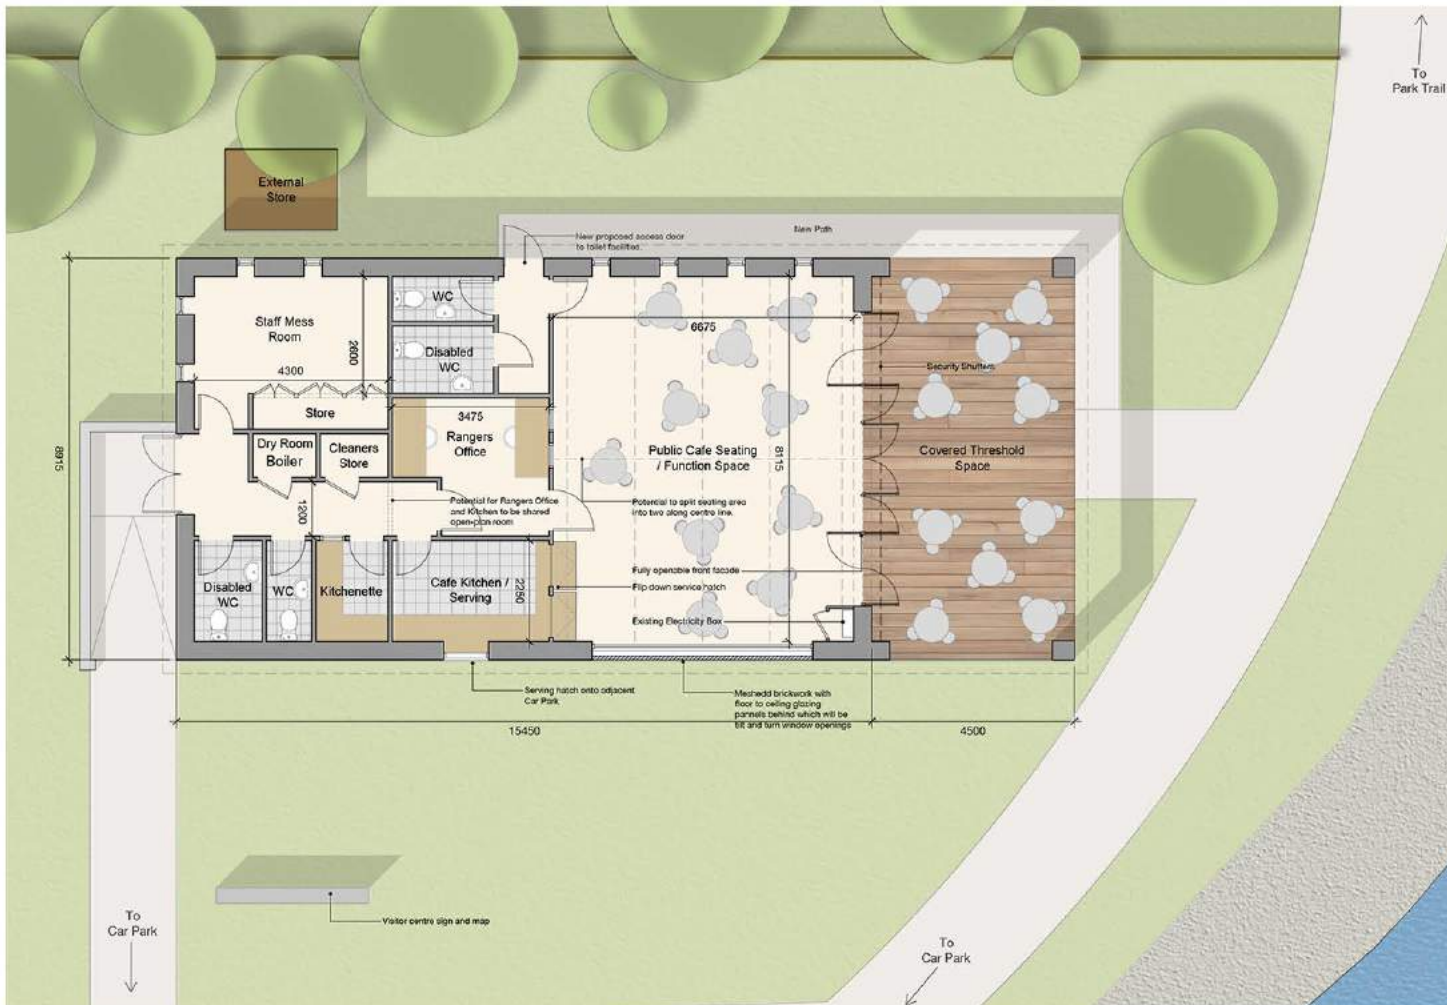 To
Park Trail
External
Store
New proposed access door
to toilet facilities.
New Path
WC
Staff Mess
Room
2600
6675
Disabled
WC
Security Shutters
4300
Store
3475
Rangers
Office
Dry Room
Boiler
Cleaners
Store
Public Cafe Seating
/ Function Space
8115
Covered Threshold
Space
8915
1200
Potential for Rangers Office
and Kitchen to be shared
open-plan room
Potential to split seating area
into two along centre line.
Fully openable front facade
Disabled
WC
WC
Kitchenette
Cafe Kitchen /
Serving
2250
Flip down service hatch
Existing Electricity Box
Serving hatch onto adjacent
Car Park
Meshedd brickwork with
floor to ceiling glazing
pannels behind which will be
tilt and turn window openings
15450
4500
Visitor centre sign and map
To
Car Park
To
Car Park